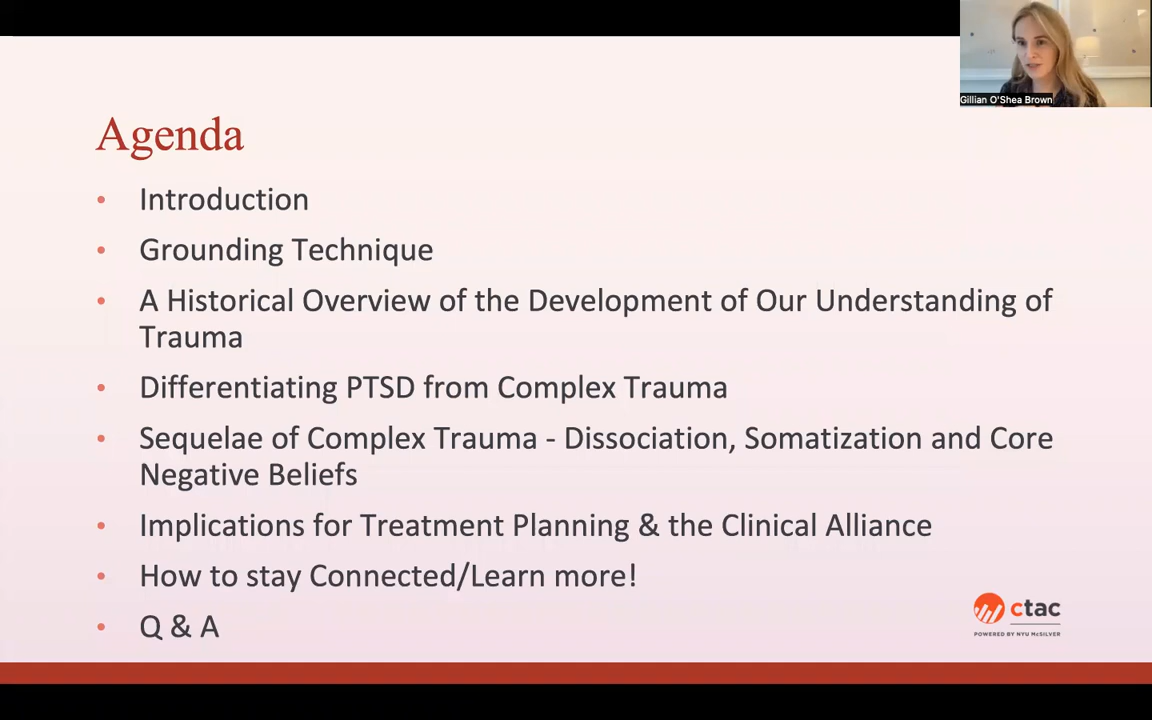 Gillian O'Shea Brown
Agenda
• Introduction
• Grounding Technique
• A Historical Overview of the Development of Our Understanding of
Trauma
• Differentiating PTSD from Complex Trauma
• Sequelae of Complex Trauma - Dissociation, Somatization and Core
Negative Beliefs
• Implications for Treatment Planning & the Clinical Alliance
• How to stay Connected/Learn more!
• Q & A
ctac
POWERED BY NYU McSILVER